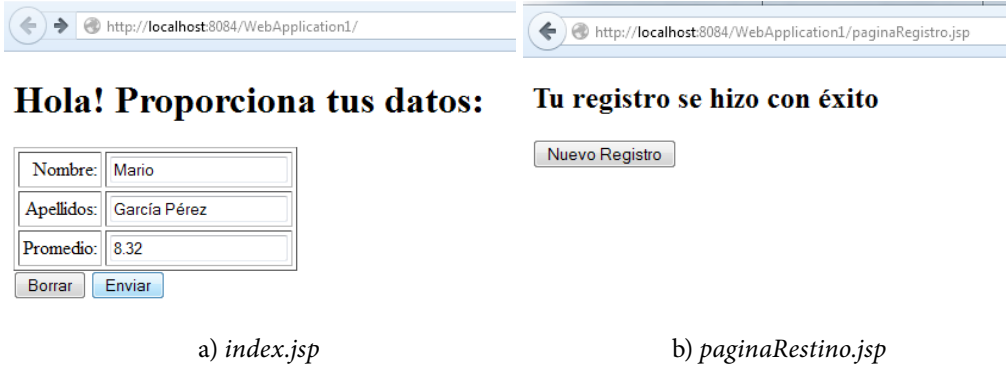 http://localhost:8084/WebApplication1/
Hola! Proporciona tus datos:
Nombre: Mario
Apellidos: García Pérez
Promedio: 8.32
Borrar Enviar
a) index.jsp
http://localhost:8084/WebApplication1/paginaRegistro.jsp
Tu registro se hizo con éxito
Nuevo Registro
b) paginaRestino.jsp